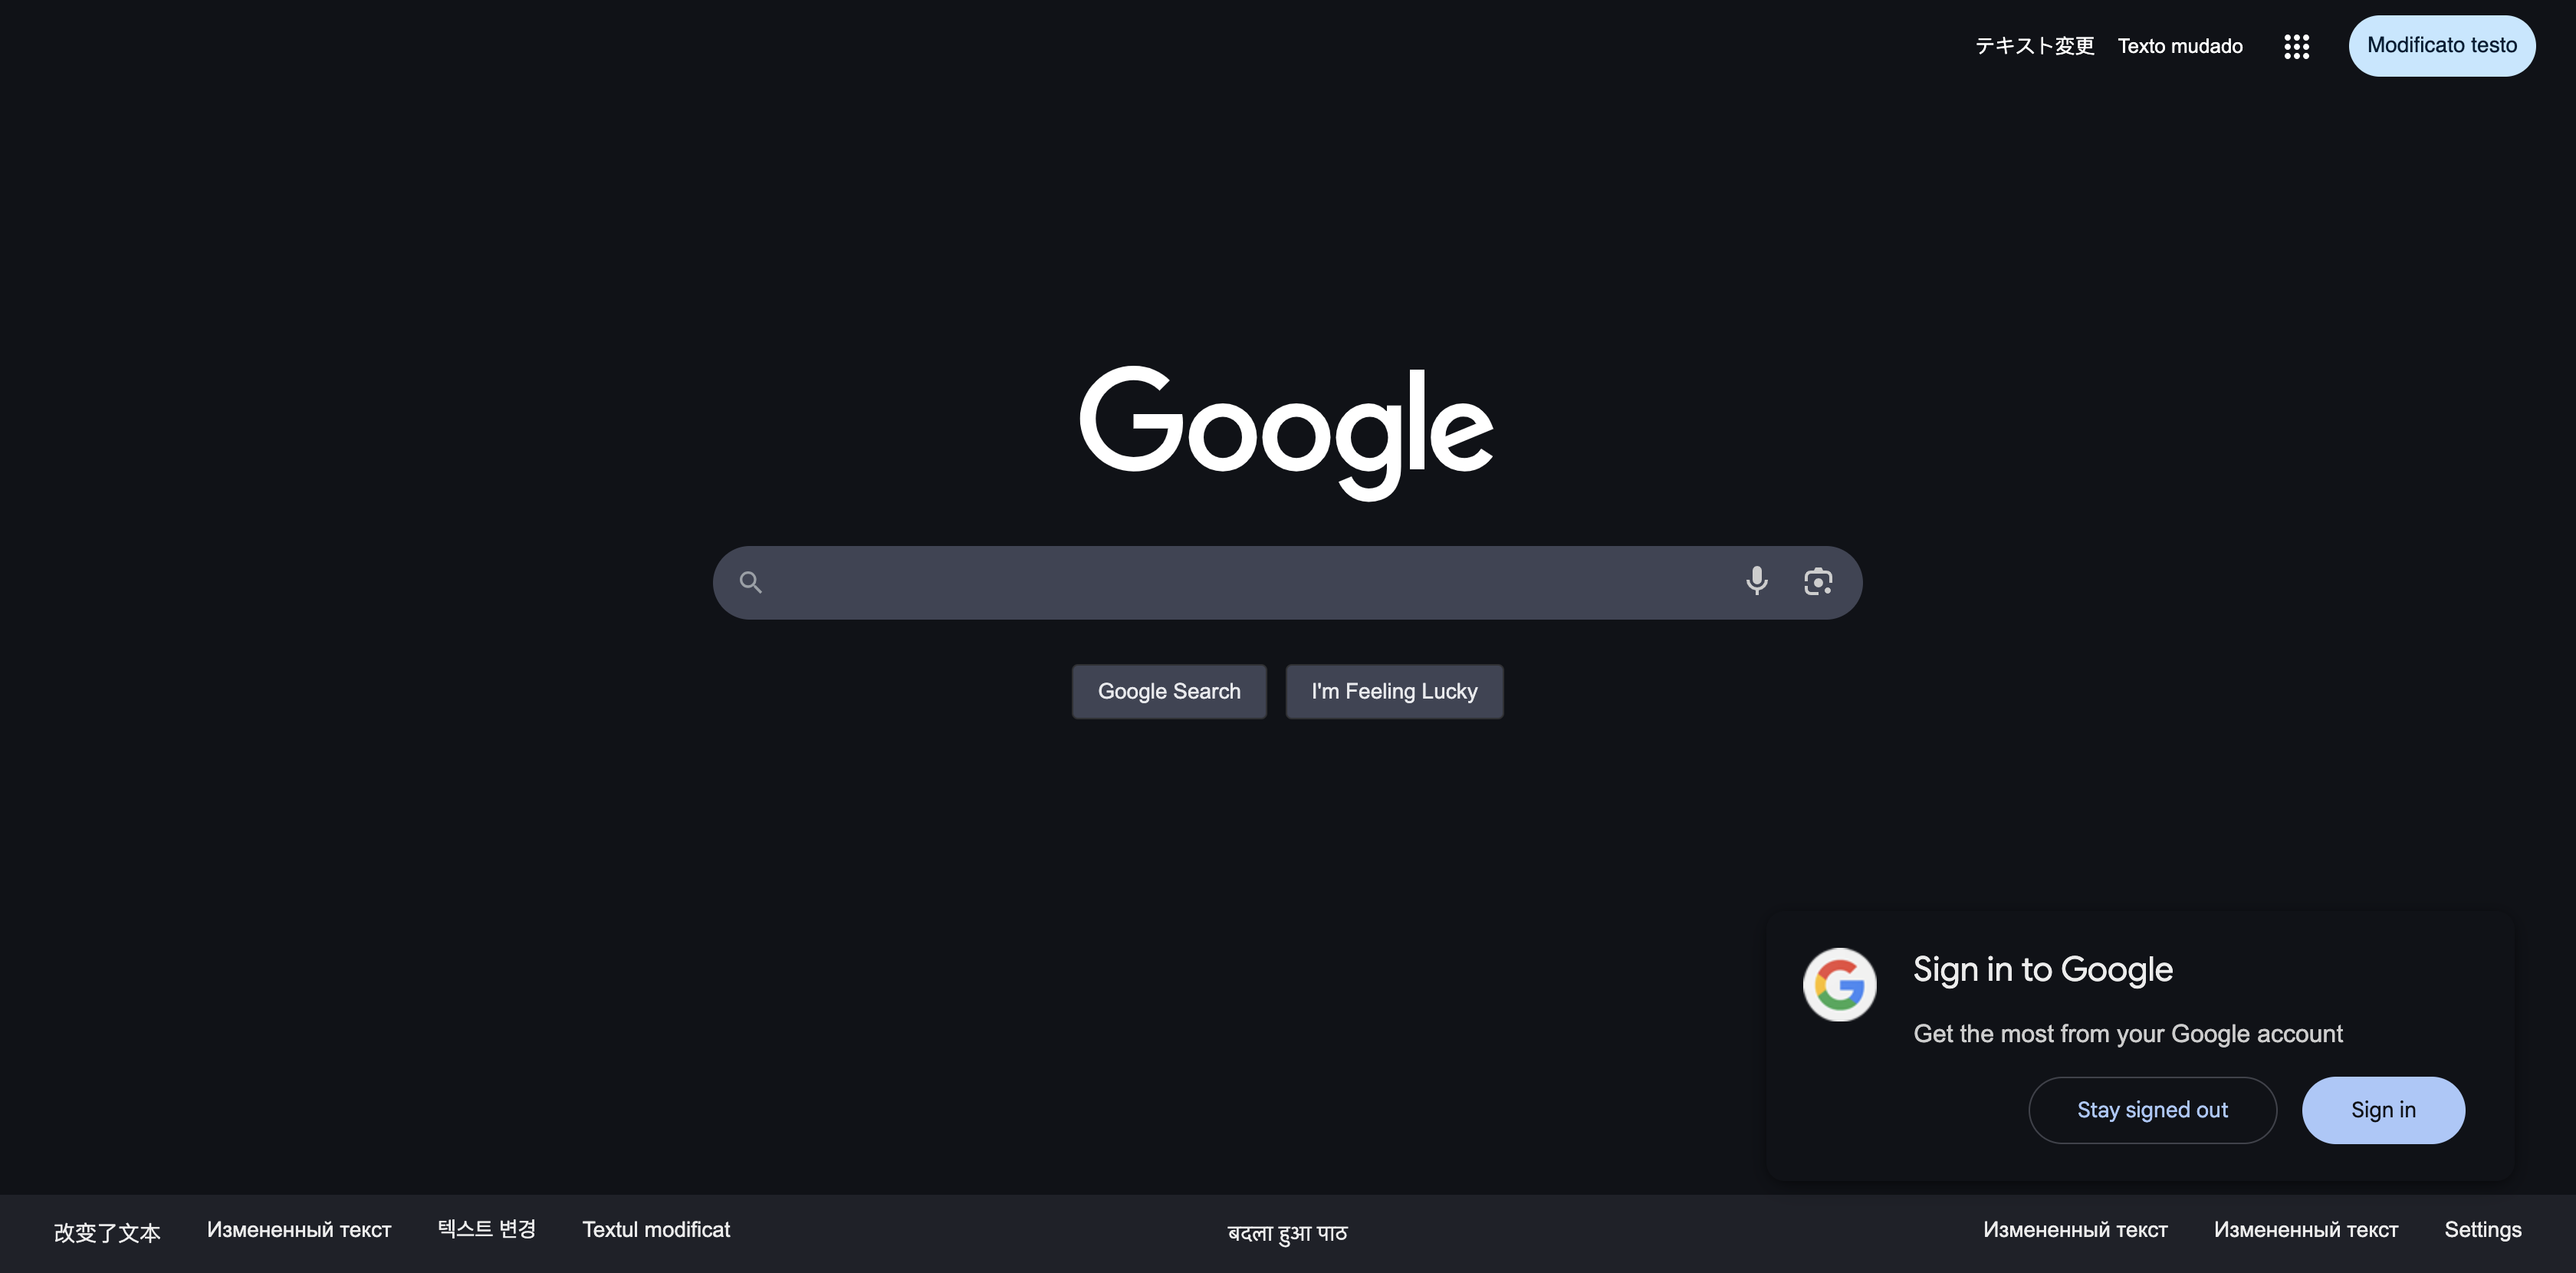 テキスト変更 Texto mudado Modificato testo
Google
Google Search I'm Feeling Lucky
Sign in to Google
Get the most from your Google account
Stay signed out Sign in
改变了文本 Измененный текст 텍스트 변경 Textul modificat बदला हुआ पाठ Измененный текст Измененный текст Settings